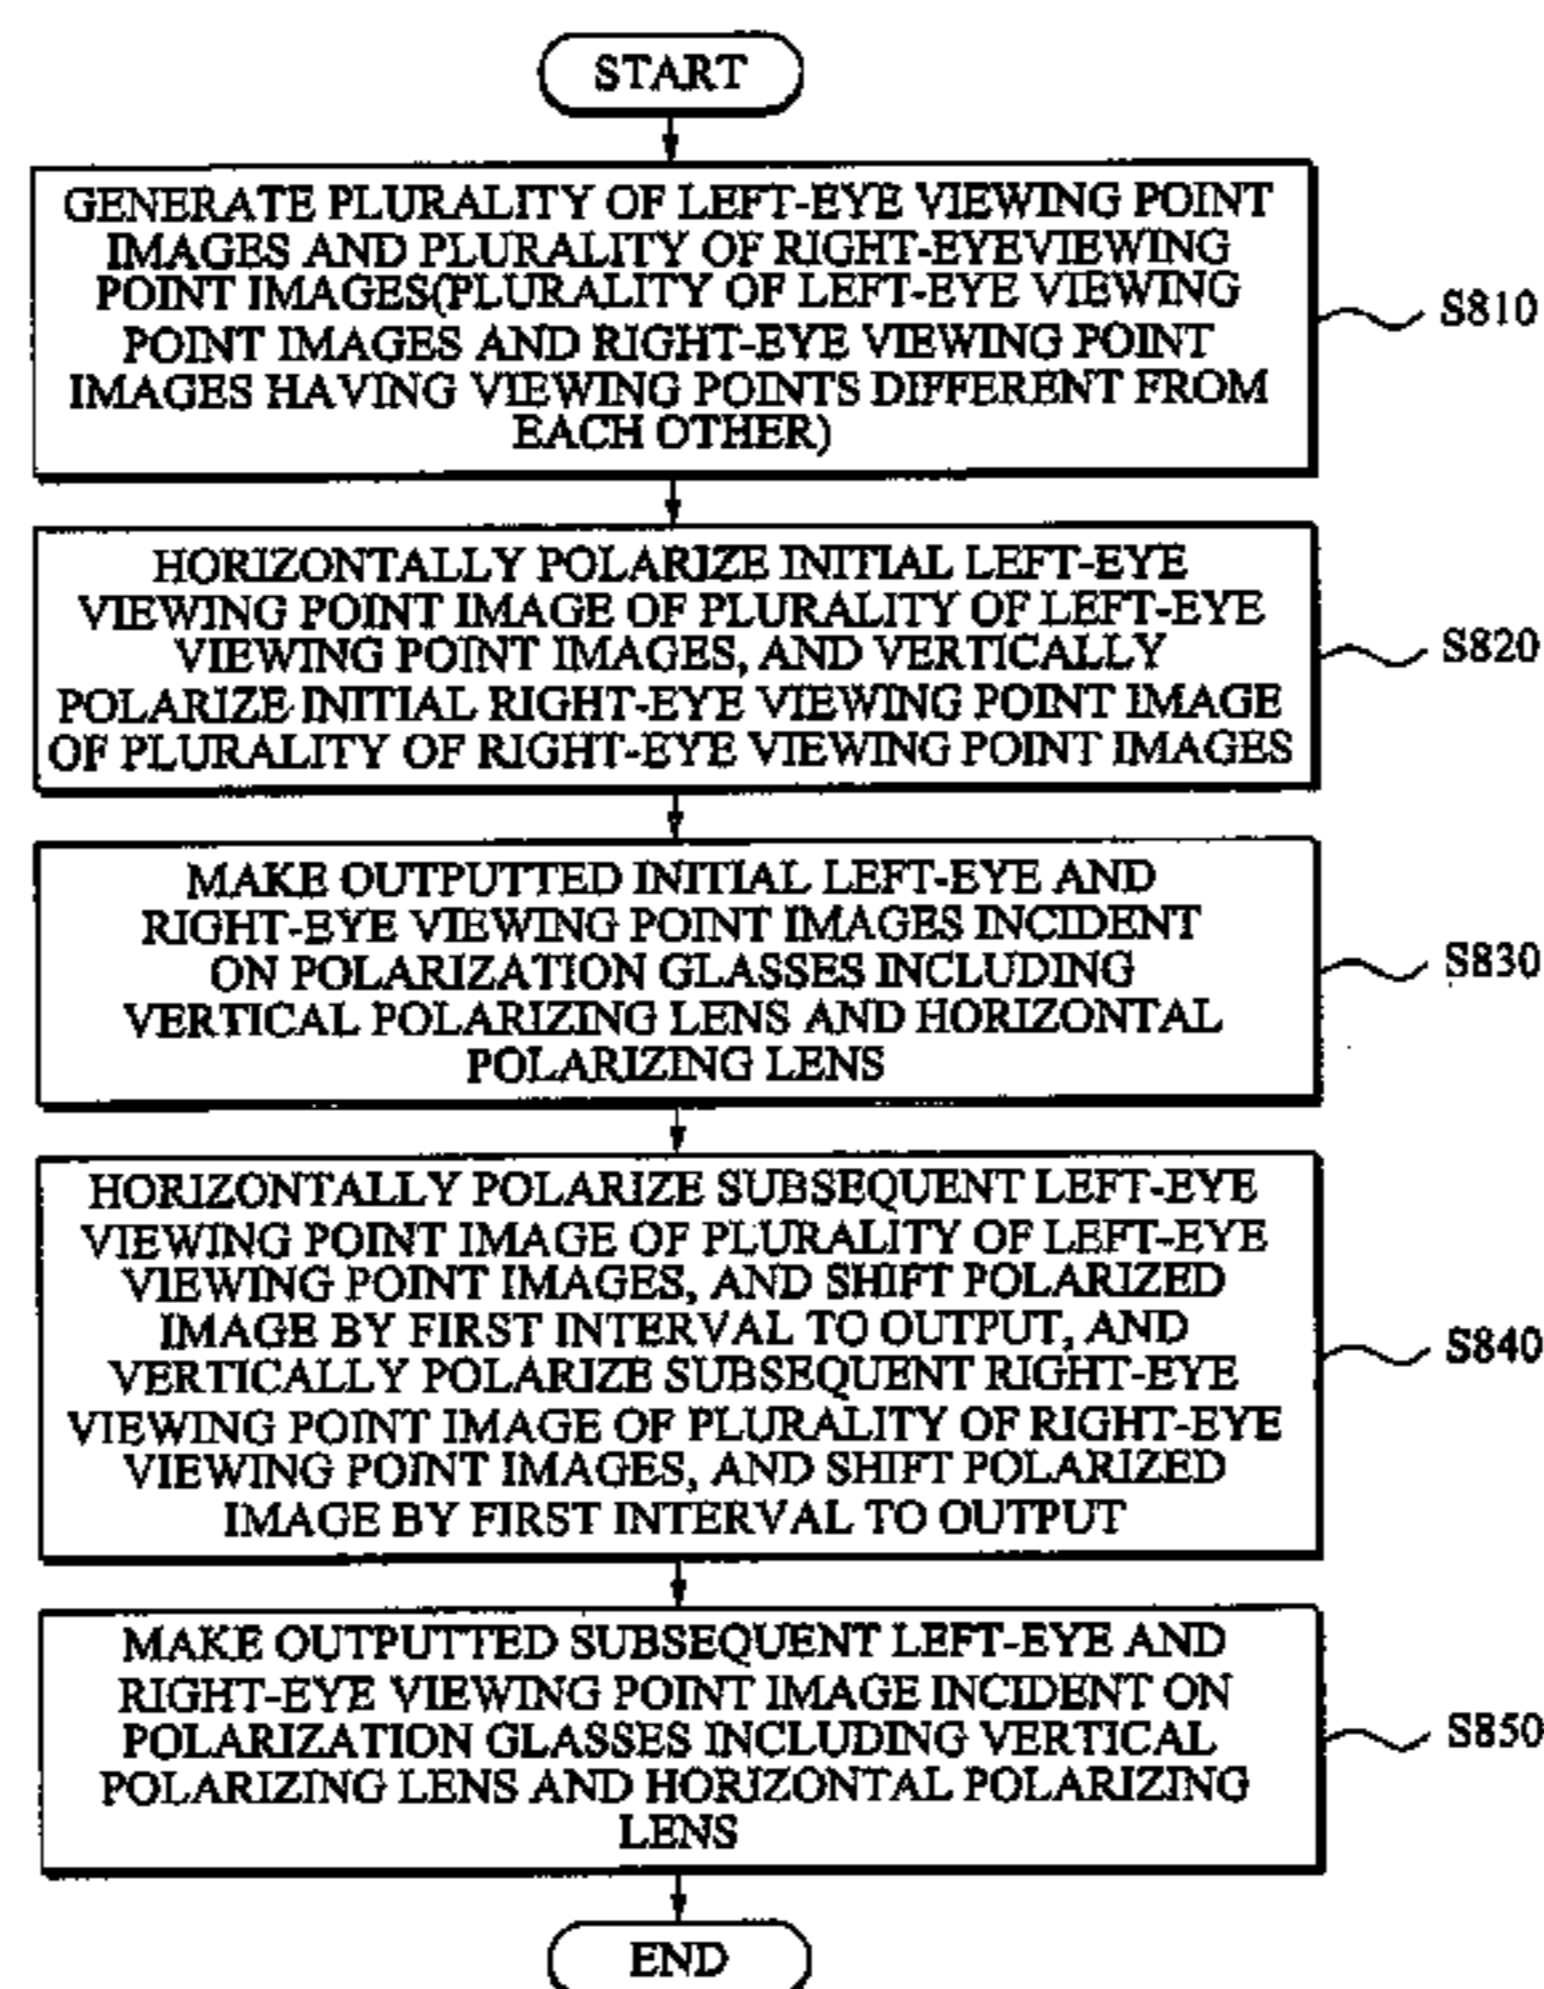 START
GENERATE PLURALITY OF LEFT-EYE VIEWING POINT
IMAGES AND PLURALITY OF RIGHT-EYEVIEWING
POINT IMAGES(PLURALITY OF LEFT-EYE VIEWING
POINT IMAGES AND RIGHT-EYE VIEWING POINT
IMAGES HAVING VIEWING POINTS DIFFERENT FROM
EACH OTHER)
S810
HORIZONTALLY POLARIZE INITIAL LEFT-EYE
VIEWING POINT IMAGE OF PLURALITY OF LEFT-EYE
VIEWING POINT IMAGES, AND VERTICALLY
POLARIZE INITIAL RIGHT-EYE VIEWING POINT IMAGE
OF PLURALITY OF RIGHT-EYE VIEWING POINT IMAGES
S820
MAKE OUTPUTTED INITIAL LEFT-EYE AND
RIGHT-EYE VIEWING POINT IMAGES INCIDENT
ON POLARIZATION GLASSES INCLUDING
VERTICAL POLARIZING LENS AND HORIZONTAL
POLARIZING LENS
S830
HORIZONTALLY POLARIZE SUBSEQUENT LEFT-EYE
VIEWING POINT IMAGE OF PLURALITY OF LEFT-EYE
VIEWING POINT IMAGES, AND SHIFT POLARIZED
IMAGE BY FIRST INTERVAL TO OUTPUT, AND
VERTICALLY POLARIZE SUBSEQUENT RIGHT-EYE
VIEWING POINT IMAGE OF PLURALITY OF RIGHT-EYE
VIEWING POINT IMAGES, AND SHIFT POLARIZED
IMAGE BY FIRST INTERVAL TO OUTPUT
S840
MAKE OUTPUTTED SUBSEQUENT LEFT-EYE AND
RIGHT-EYE VIEWING POINT IMAGE INCIDENT ON
POLARIZATION GLASSES INCLUDING VERTICAL
POLARIZING LENS AND HORIZONTAL POLARIZING
LENS
S850
END